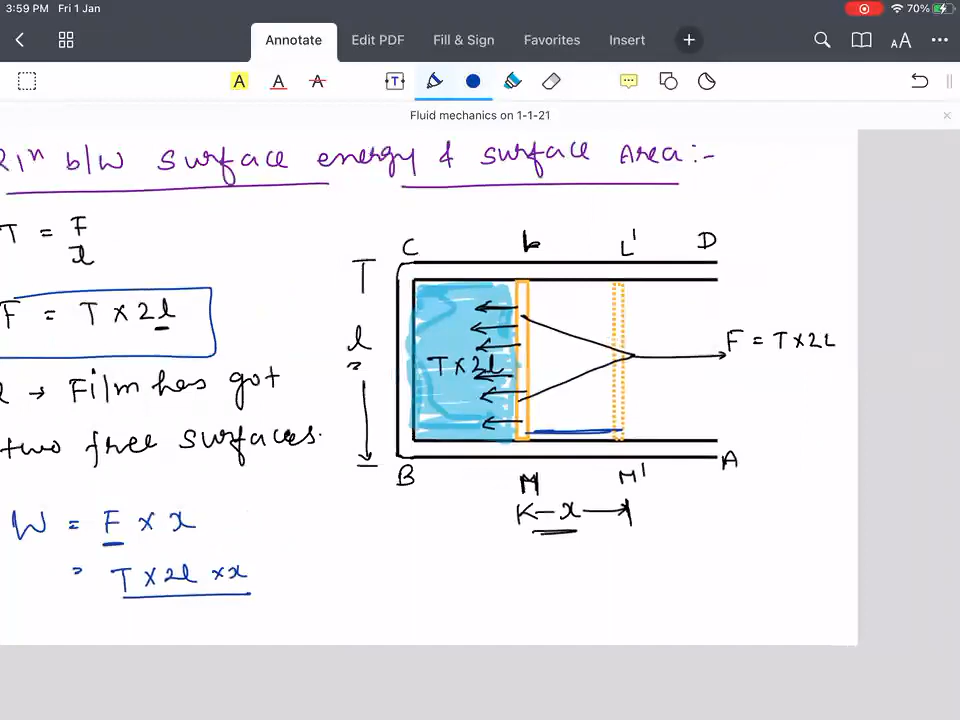 3:59 PM Fri 1 Jan
70%
Annotate
Edit PDF
Fill & Sign
Favorites
Insert
Fluid mechanics on 1-1-21
b/w surface energy & surface Area :-
T = F
l
F = T × 2l
→ Film has got
two free surfaces.
W = F × x
= T × 2l × x
C
L'
D
T
l
T × 2l
F = T × 2L
B
M
M'
A
x